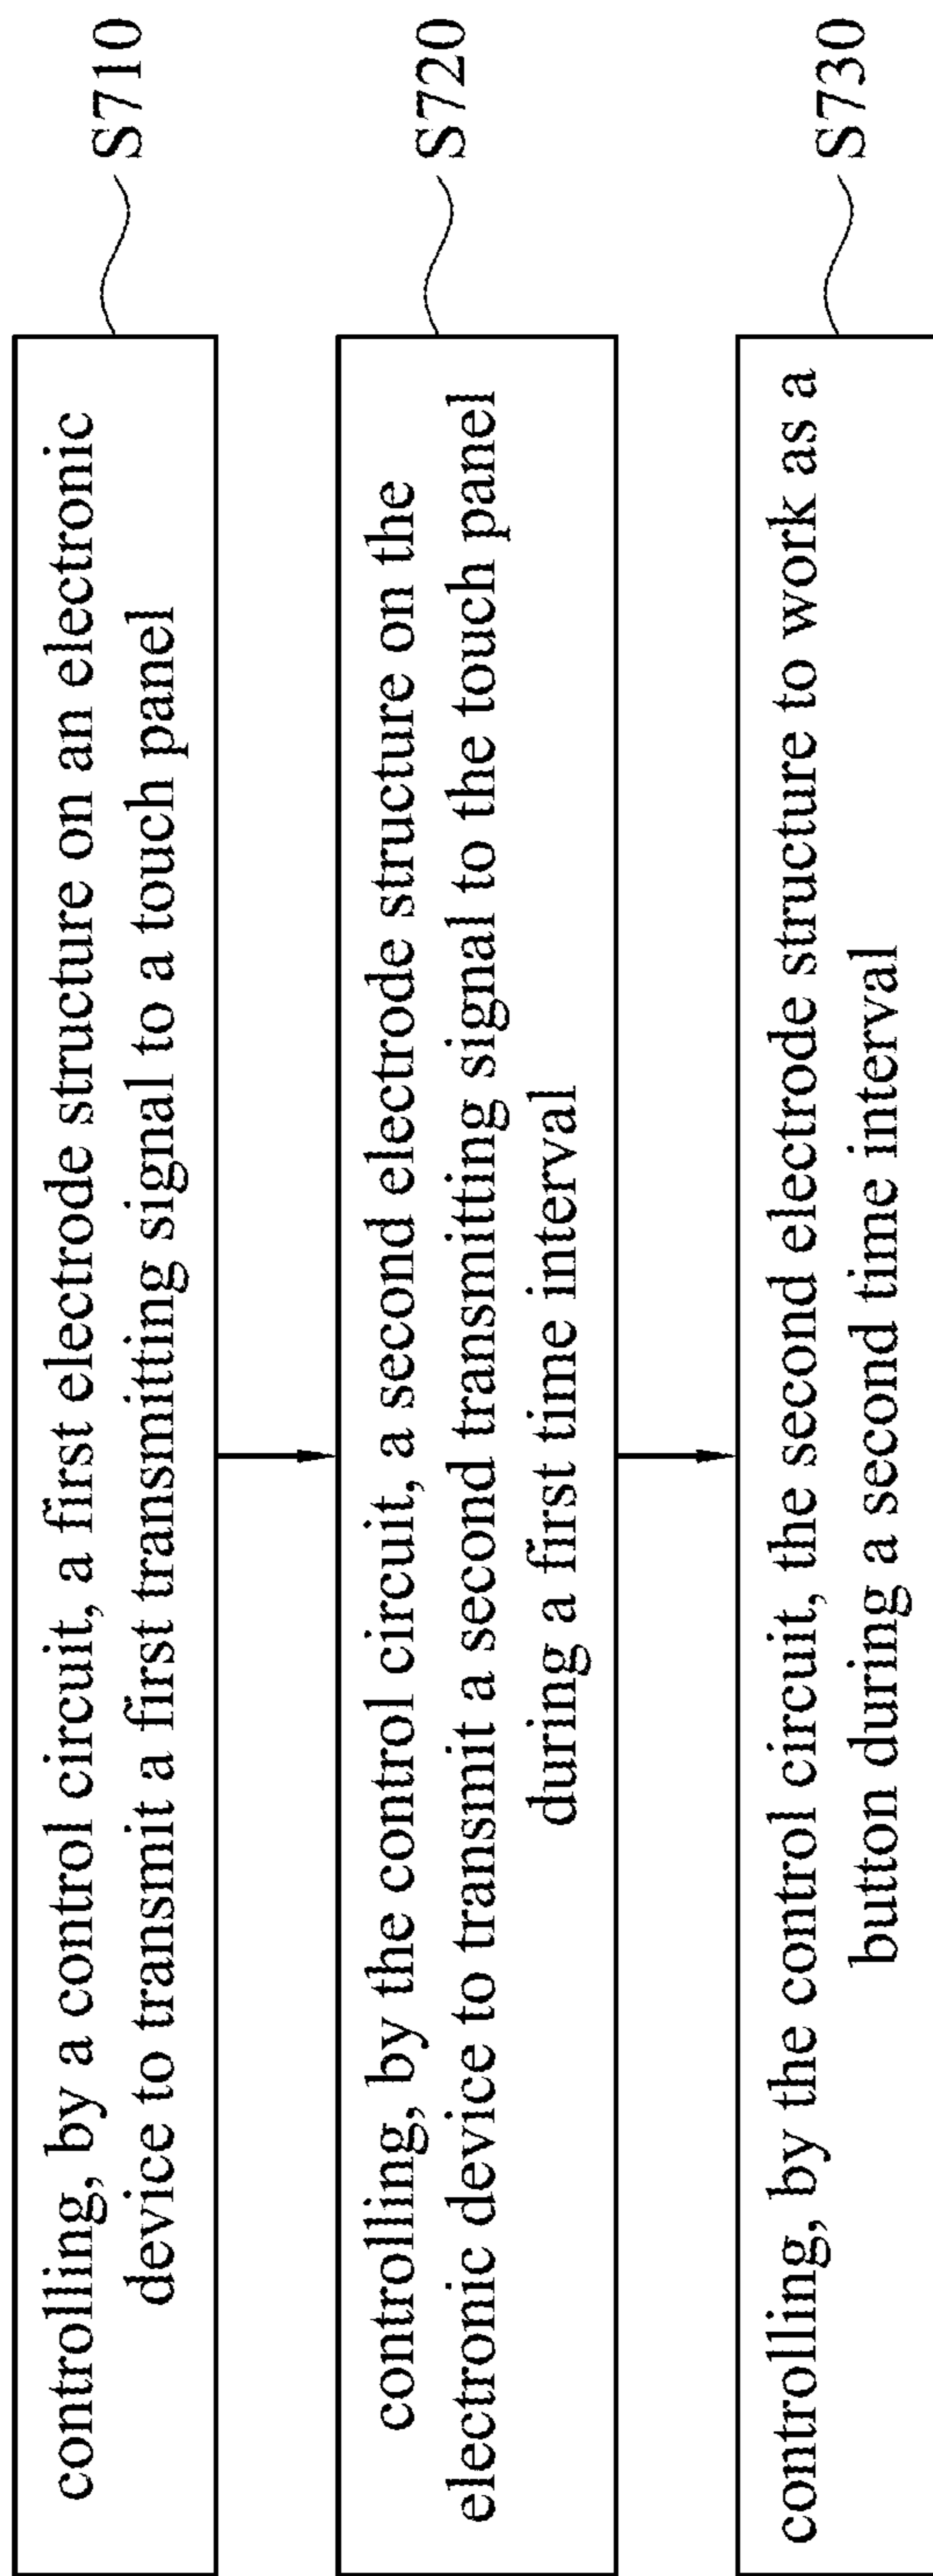 controlling, by a control circuit, a first electrode structure on an electronic
device to transmit a first transmitting signal to a touch panel
S710
controlling, by the control circuit, a second electrode structure on the
electronic device to transmit a second transmitting signal to the touch panel
during a first time interval
S720
controlling, by the control circuit, the second electrode structure to work as a
button during a second time interval
S730